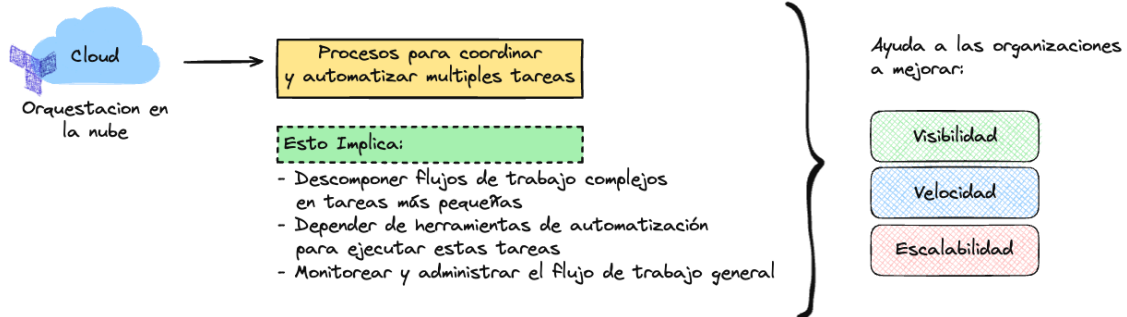 Cloud
Orquestacion en
la nube
Procesos para coordinar
y automatizar multiples tareas
Esto Implica:
- Descomponer flujos de trabajo complejos
en tareas más pequeñas
- Depender de herramientas de automatización
para ejecutar estas tareas
- Monitorear y administrar el flujo de trabajo general
Ayuda a las organizaciones
a mejorar:
Visibilidad
Velocidad
Escalabilidad